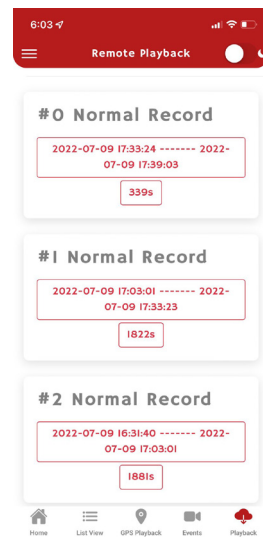 6:03
Remote Playback
#0 Normal Record
2022-07-09 17:33:24 ------- 2022-
07-09 17:39:03
339s
#1 Normal Record
2022-07-09 17:03:01 ------- 2022-
07-09 17:33:23
1822s
#2 Normal Record
2022-07-09 16:31:40 ------- 2022-
07-09 17:03:01
1881s
Home List View GPS Playback Events Playback